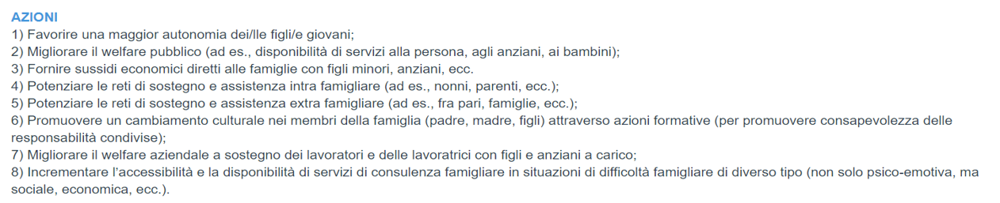 AZIONI
1) Favorire una maggior autonomia dei/lle figli/e giovani;
2) Migliorare il welfare pubblico (ad es., disponibilità di servizi alla persona, agli anziani, ai bambini);
3) Fornire sussidi economici diretti alle famiglie con figli minori, anziani, ecc.
4) Potenziare le reti di sostegno e assistenza intra famigliare (ad es., nonni, parenti, ecc.);
5) Potenziare le reti di sostegno e assistenza extra famigliare (ad es., fra pari, famiglie, ecc.);
6) Promuovere un cambiamento culturale nei membri della famiglia (padre, madre, figli) attraverso azioni formative (per promuovere consapevolezza delle
responsabilità condivise);
7) Migliorare il welfare aziendale a sostegno dei lavoratori e delle lavoratrici con figli e anziani a carico;
8) Incrementare l’accessibilità e la disponibilità di servizi di consulenza famigliare in situazioni di difficoltà famigliare di diverso tipo (non solo psico-emotiva, ma
sociale, economica, ecc.).